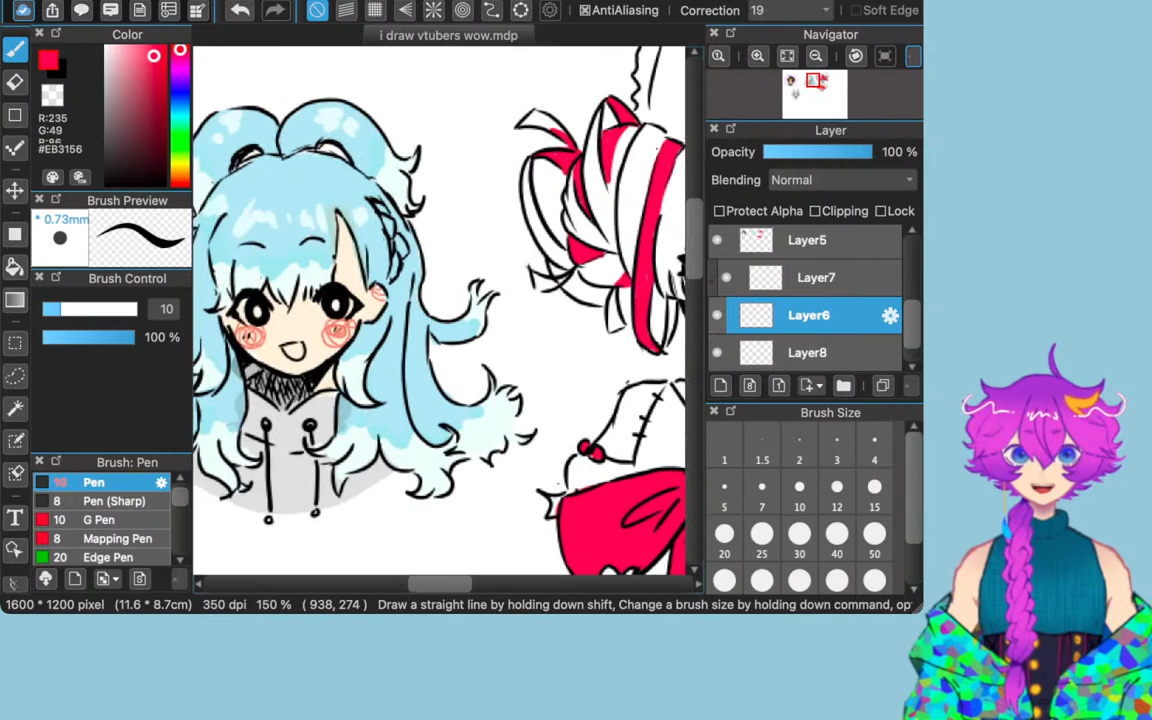 AntiAliasing
Correction
19
Soft Edge
i draw vtubers wow.mdp
Color
R:235
G:49
B:86
#EB3156
Brush Preview
* 0.73mm
Brush Control
10
100 %
Brush: Pen
10 Pen
8 Pen (Sharp)
10 G Pen
8 Mapping Pen
20 Edge Pen
Navigator
Layer
Opacity
100 %
Blending
Normal
Protect Alpha
Clipping
Lock
Layer5
Layer7
Layer6
Layer8
Brush Size
1 1.5 2 3 4
5 7 10 12 15
20 25 30 40 50
1600 * 1200 pixel (11.6 * 8.7cm) 350 dpi 150 % ( 938, 274 ) Draw a straight line by holding down shift, Change a brush size by holding down command, op